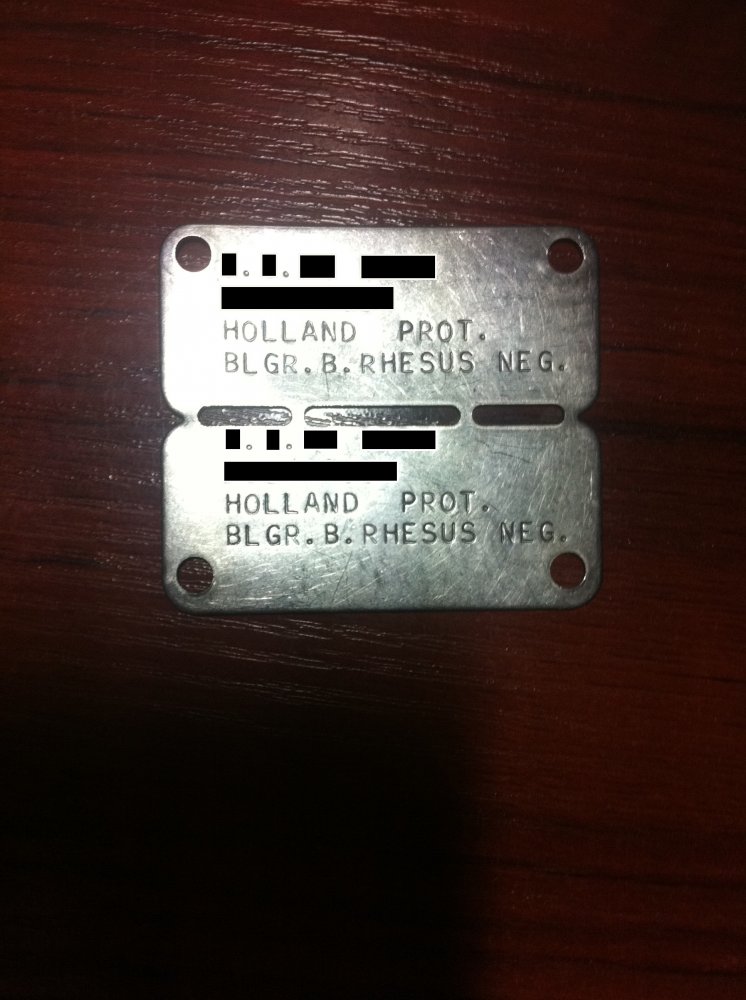 . .
HOLLAND PROT.
BLGR.B.RHESUS NEG.
. .
HOLLAND PROT.
BLGR.B.RHESUS NEG.